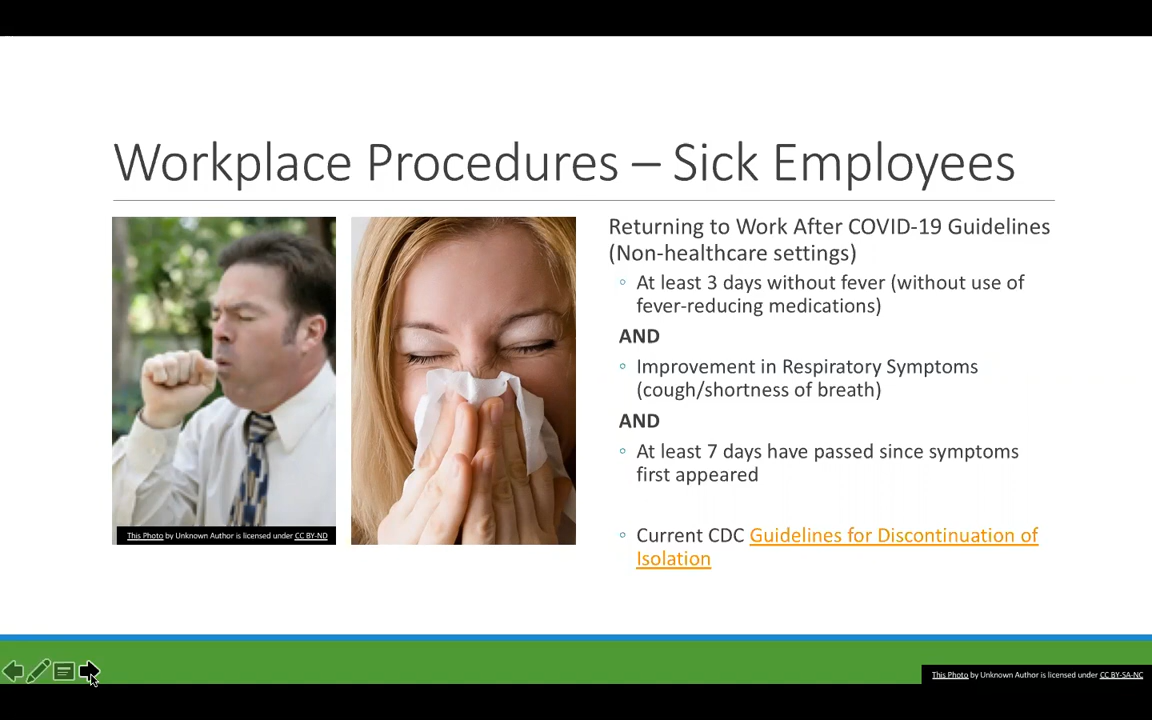 Workplace Procedures – Sick Employees
Returning to Work After COVID-19 Guidelines
(Non-healthcare settings)
◦ At least 3 days without fever (without use of
fever-reducing medications)
AND
◦ Improvement in Respiratory Symptoms
(cough/shortness of breath)
AND
◦ At least 7 days have passed since symptoms
first appeared
◦ Current CDC Guidelines for Discontinuation of
Isolation
This Photo by Unknown Author is licensed under CC BY-ND
This Photo by Unknown Author is licensed under CC BY-SA-NC